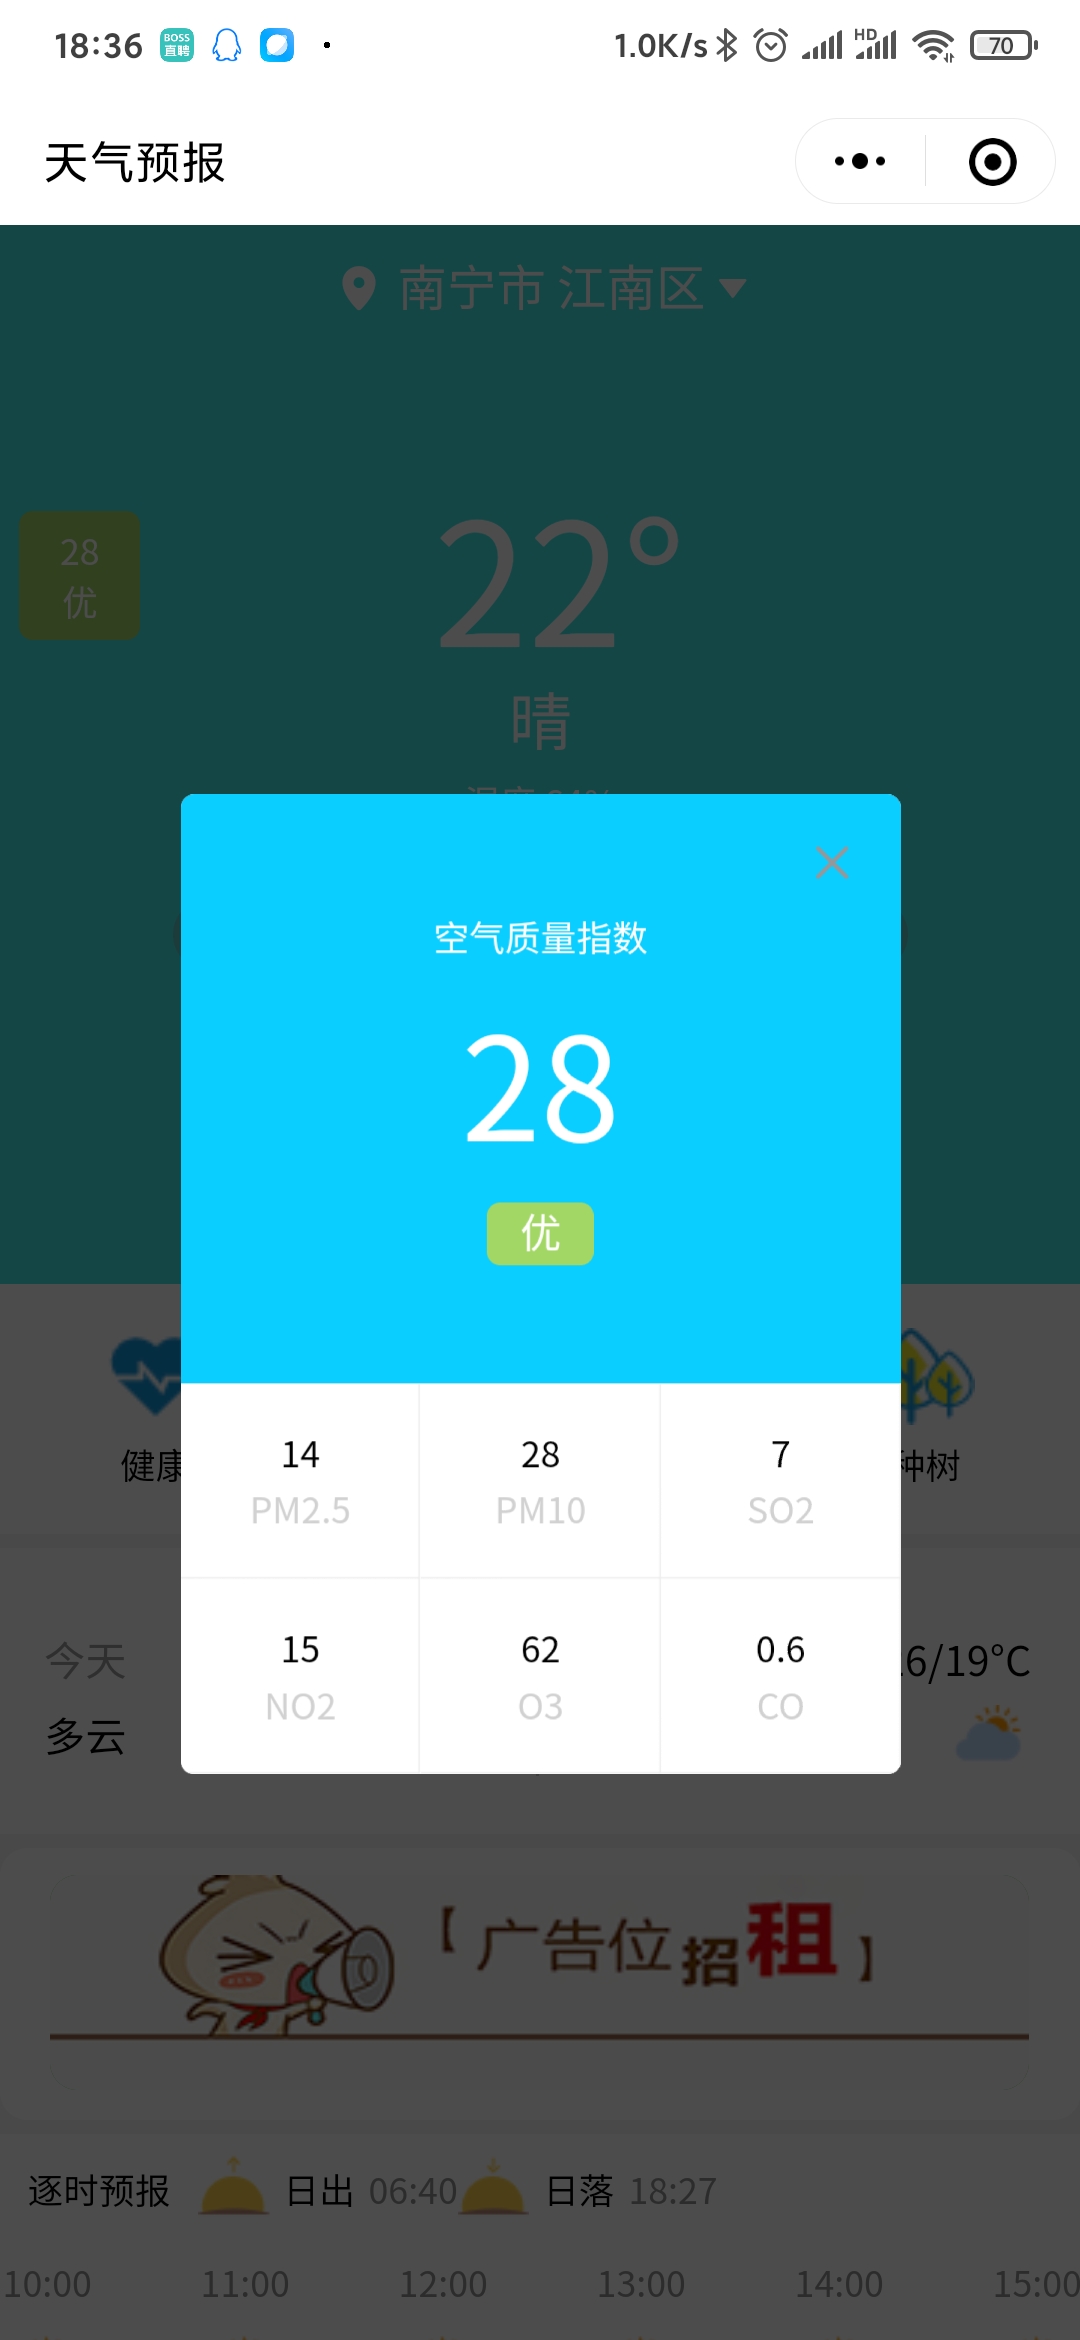 18:36 BOSS直聘 1.0K/s HD 70
天气预报
南宁市 江南区
28
优
22°
晴
空气质量指数
28
优
14 28 7
PM2.5 PM10 SO2
15 62 0.6
NO2 O3 CO
健康 种树
今天 6/19℃
多云
【广告位招租】
逐时预报 日出 06:40 日落 18:27
10:00 11:00 12:00 13:00 14:00 15:00